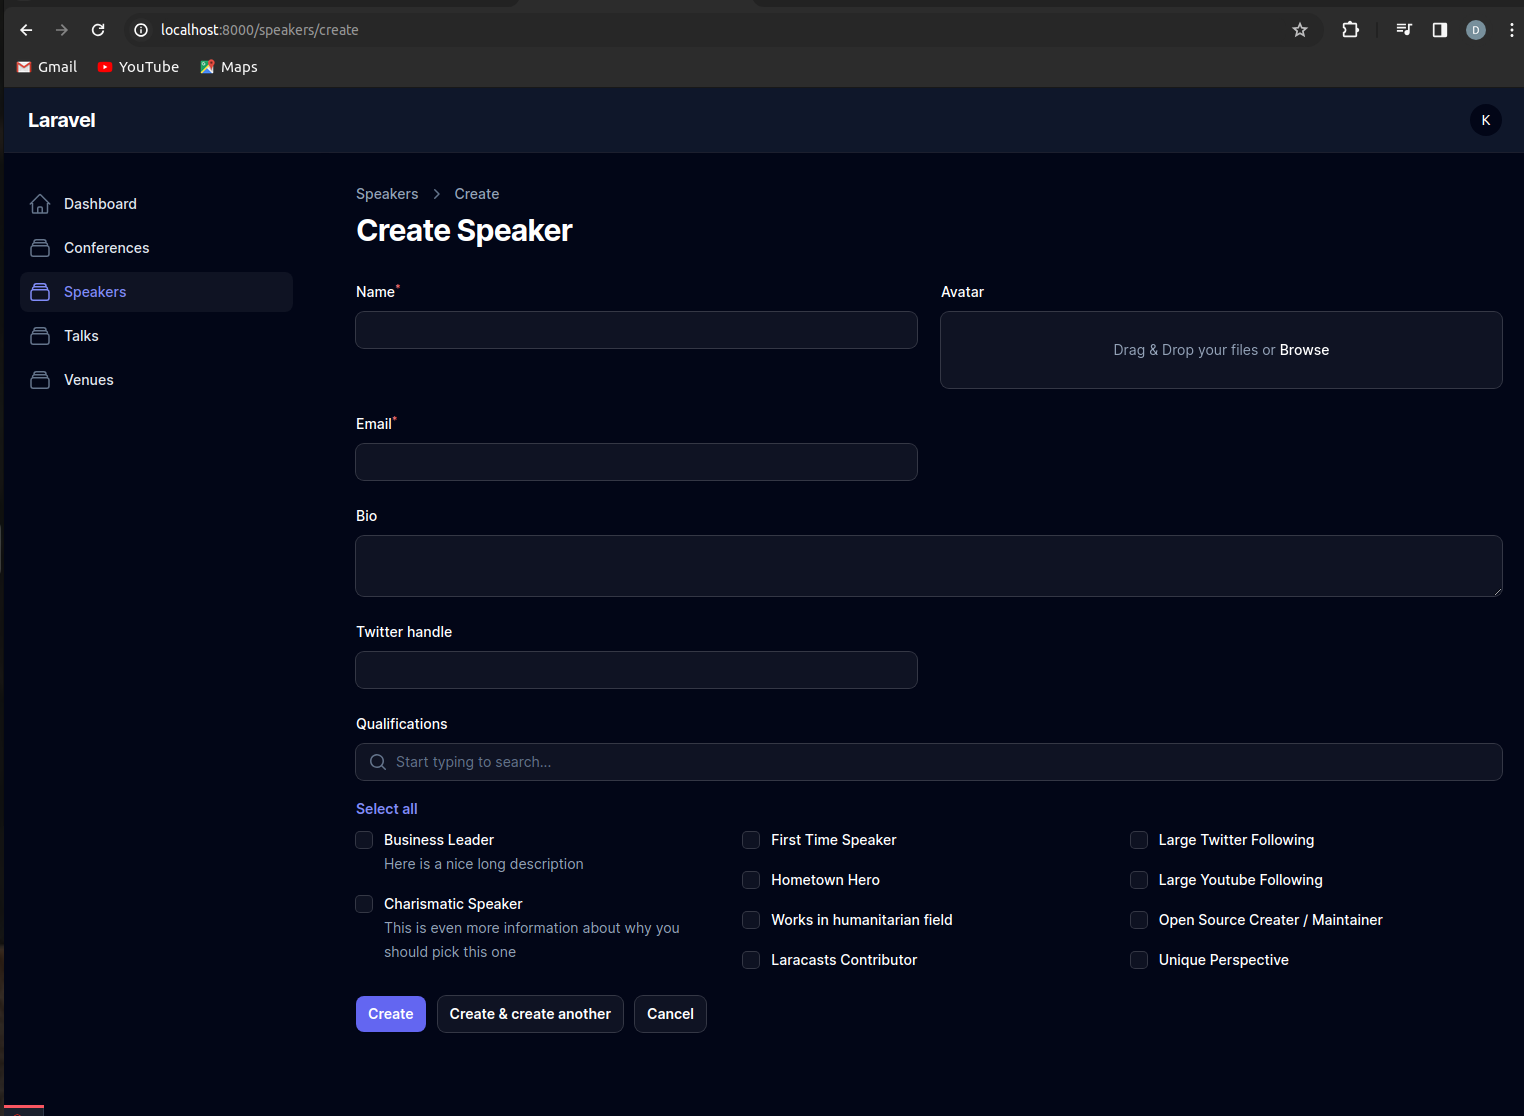 localhost:8000/speakers/create
D
Gmail YouTube Maps
Laravel
K
Dashboard
Conferences
Speakers
Talks
Venues
Speakers > Create
Create Speaker
Name*
Avatar
Drag & Drop your files or Browse
Email*
Bio
Twitter handle
Qualifications
Start typing to search...
Select all
Business Leader
Here is a nice long description
Charismatic Speaker
This is even more information about why you
should pick this one
First Time Speaker
Hometown Hero
Works in humanitarian field
Laracasts Contributor
Large Twitter Following
Large Youtube Following
Open Source Creater / Maintainer
Unique Perspective
Create
Create & create another
Cancel